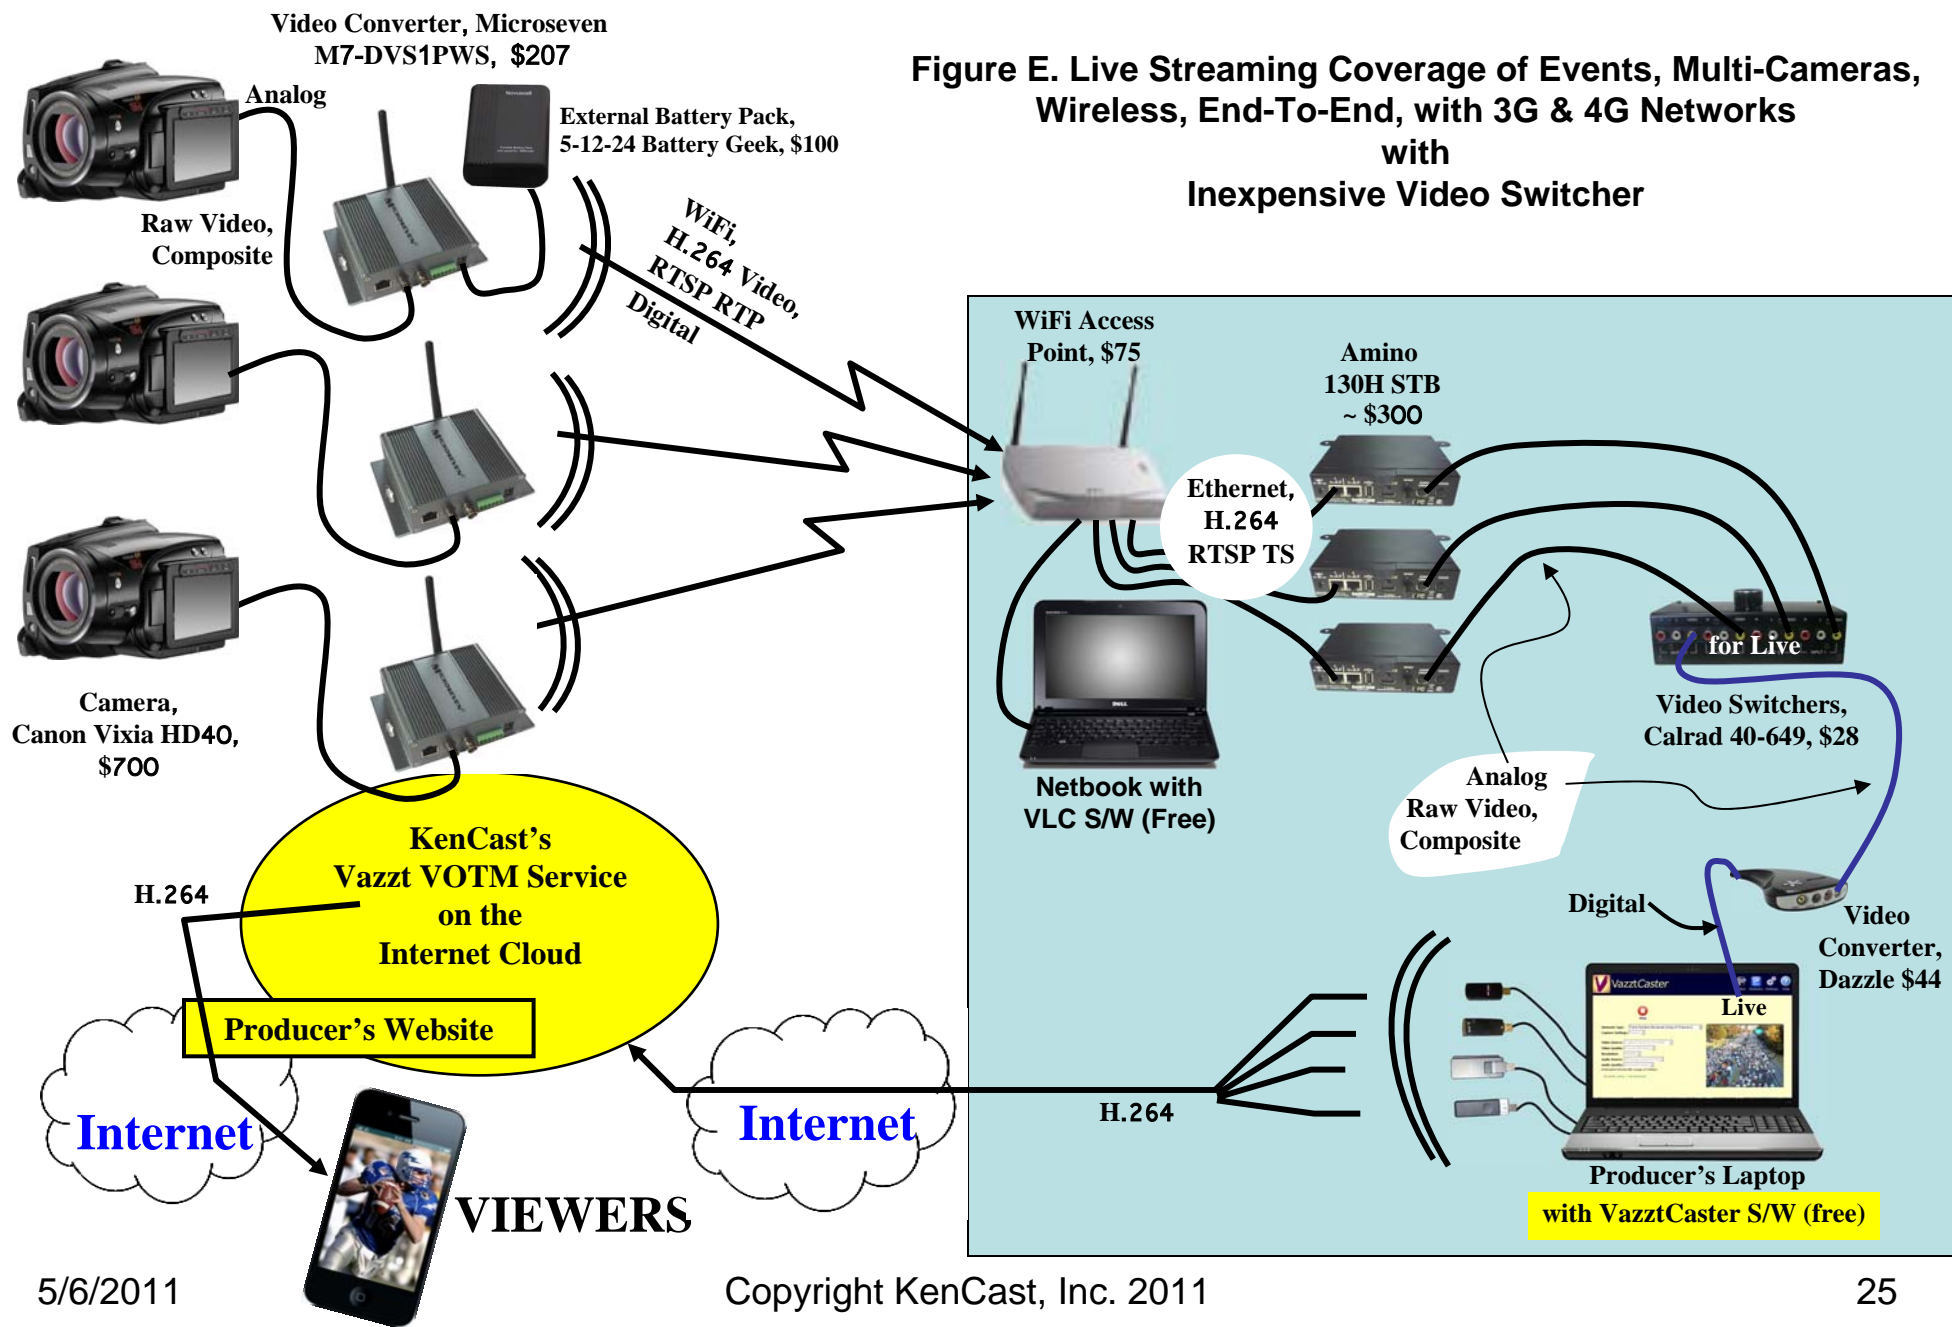 Video Converter, Microseven
M7-DVS1PWS, $207
Analog
External Battery Pack,
5-12-24 Battery Geek, $100
Figure E. Live Streaming Coverage of Events, Multi-Cameras,
Wireless, End-To-End, with 3G & 4G Networks
with
Inexpensive Video Switcher
Raw Video,
Composite
WiFi,
H.264 Video,
RTSP RTP
Digital
MICROSEVEN
MICROSEVEN
MICROSEVEN
WiFi Access
Point, $75
Amino
130H STB
~ $300
Ethernet,
H.264
RTSP TS
for Live
Camera,
Canon Vixia HD40,
$700
DELL
Video Switchers,
Calrad 40-649, $28
Netbook with
VLC S/W (Free)
Analog
Raw Video,
Composite
KenCast's
Vazzt VOTM Service
on the
Internet Cloud
H.264
Digital
Video
Converter,
Dazzle $44
VazztCaster
Live
Producer's Website
Internet
Internet
H.264
VIEWERS
Producer's Laptop
with VazztCaster S/W (free)
5/6/2011
Copyright KenCast, Inc. 2011
25